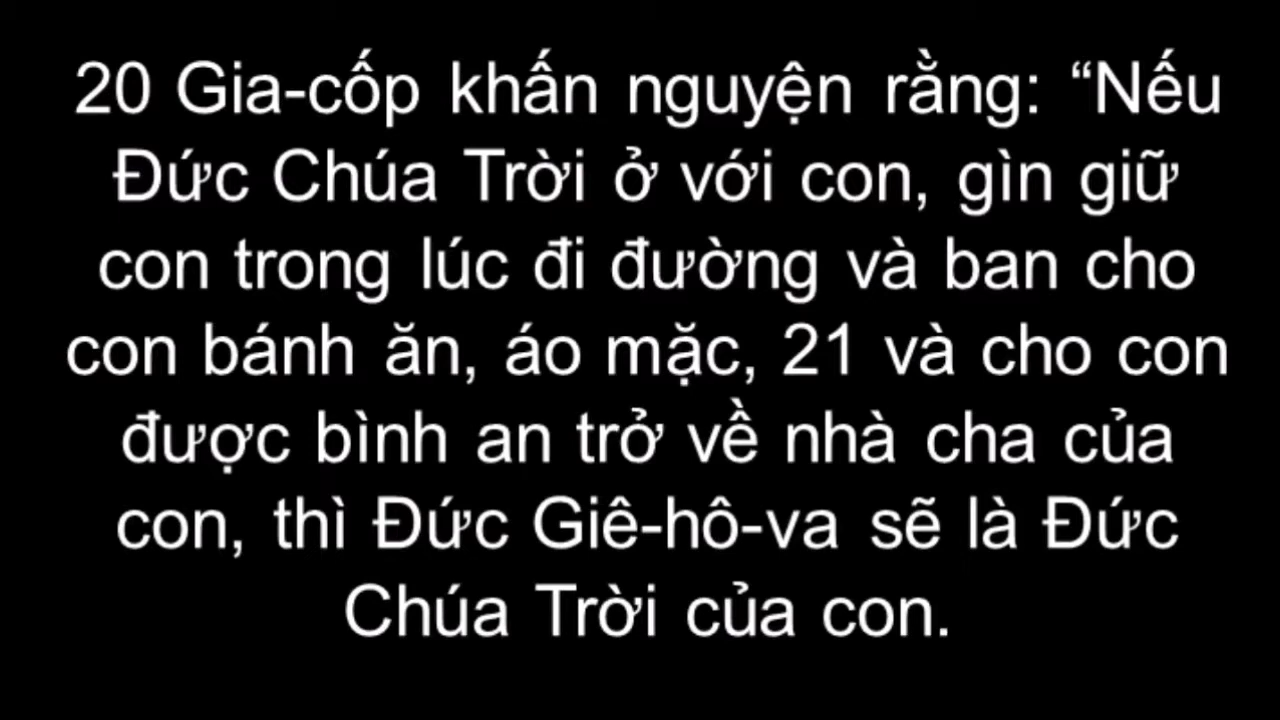 20 Gia-cốp khấn nguyện rằng: “Nếu
Đức Chúa Trời ở với con, gìn giữ
con trong lúc đi đường và ban cho
con bánh ăn, áo mặc, 21 và cho con
được bình an trở về nhà cha của
con, thì Đức Giê-hô-va sẽ là Đức
Chúa Trời của con.